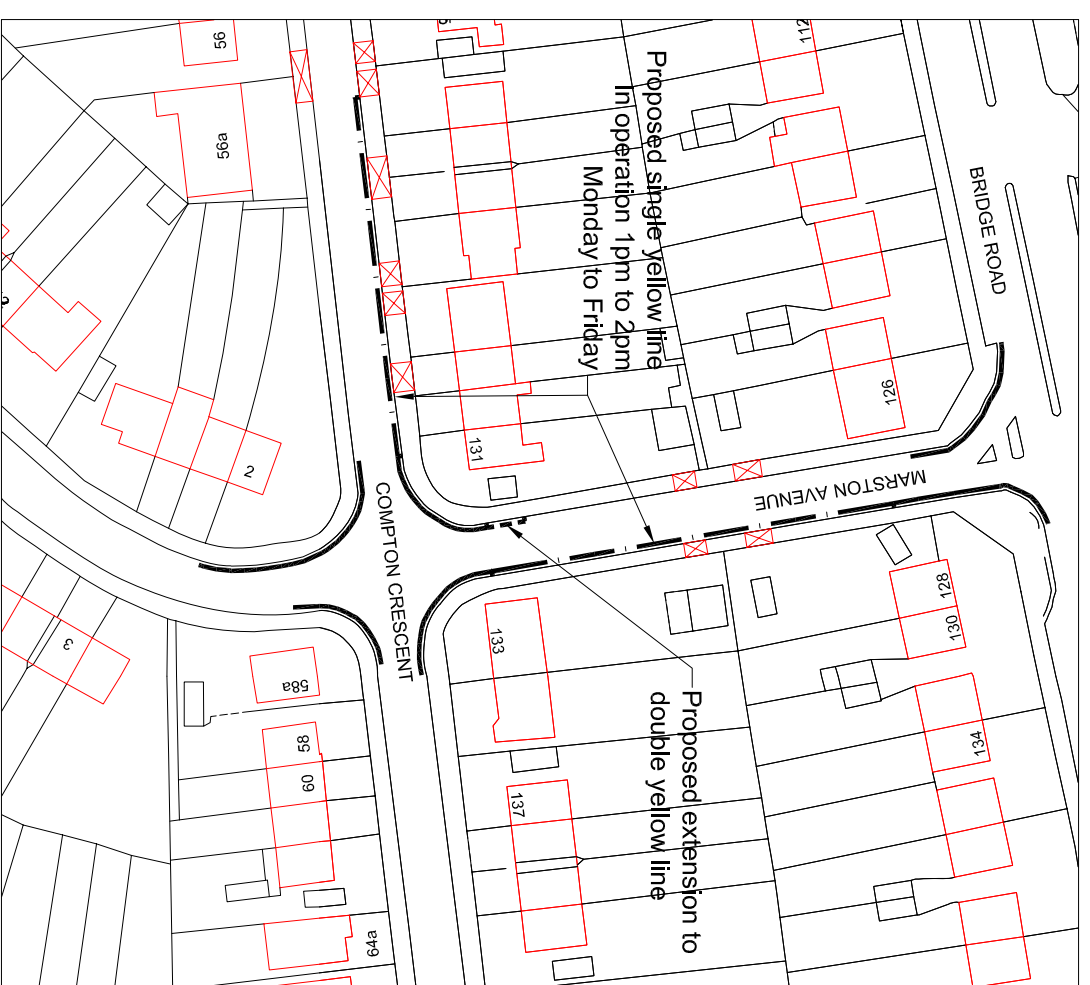 Proposed single yellow line
In operation 1pm to 2pm
Monday to Friday
Proposed extension to
double yellow line
BRIDGE ROAD
MARSTON AVENUE
COMPTON CRESCENT
112
126
128
130
134
131
133
137
56
56a
2
3
58a
58
60
64a